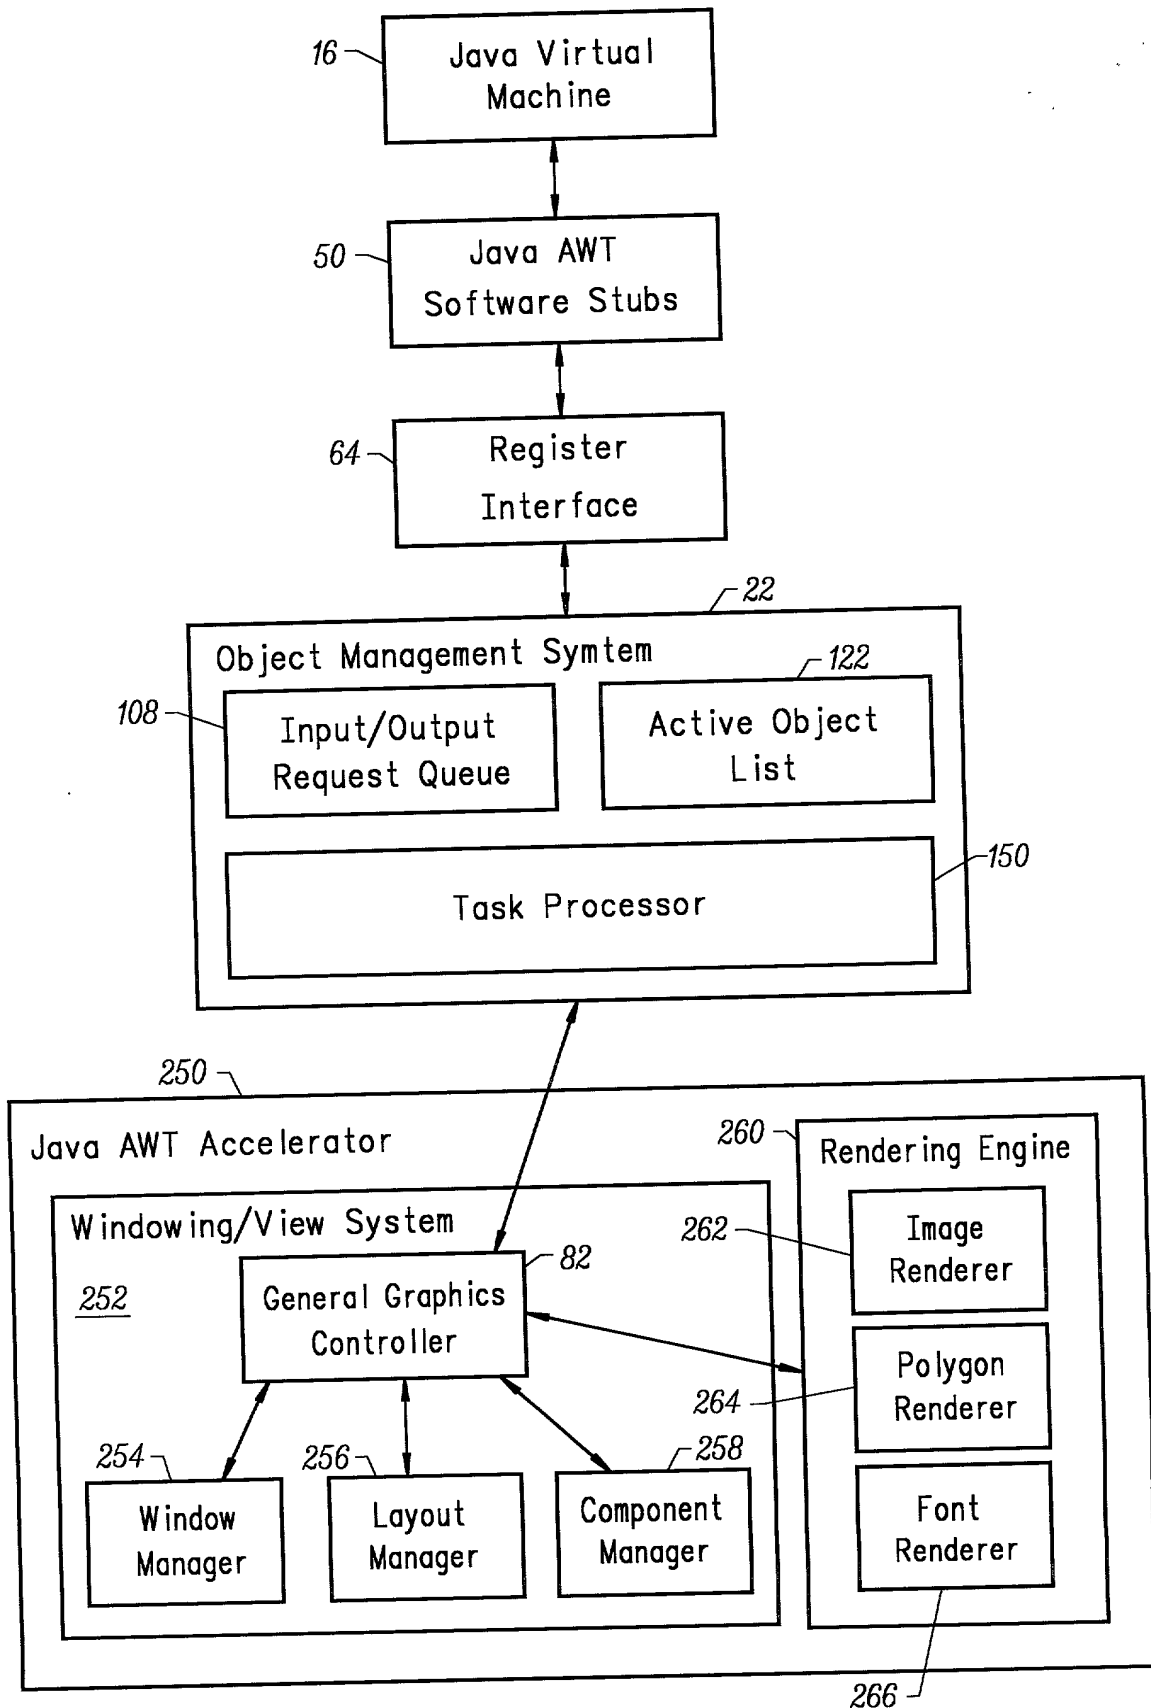 16
Java Virtual
Machine
50
Java AWT
Software Stubs
64
Register
Interface
22
Object Management Symtem
108
Input/Output
Request Queue
122
Active Object
List
150
Task Processor
250
Java AWT Accelerator
Windowing/View System
252
82
General Graphics
Controller
254
Window
Manager
256
Layout
Manager
258
Component
Manager
260
Rendering Engine
262
Image
Renderer
264
Polygon
Renderer
Font
Renderer
266